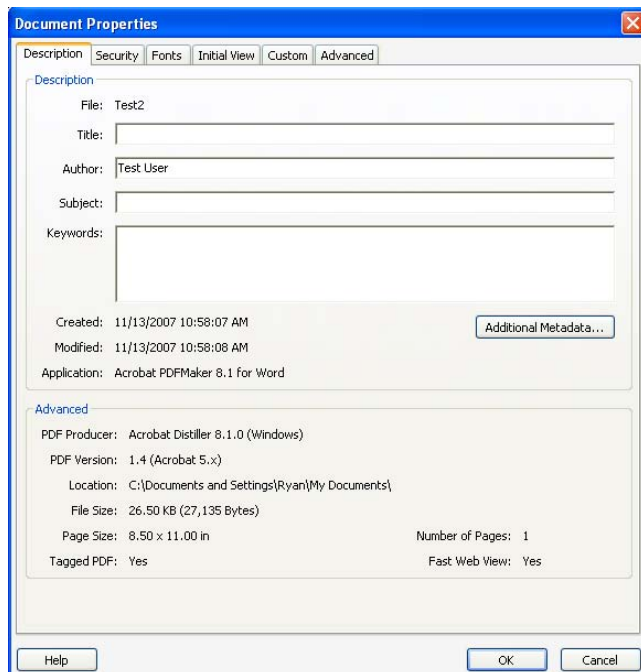 Document Properties
Description Security Fonts Initial View Custom Advanced
Description
File: Test2
Title:
Author: Test User
Subject:
Keywords:
Created: 11/13/2007 10:58:07 AM
Additional Metadata...
Modified: 11/13/2007 10:58:08 AM
Application: Acrobat PDFMaker 8.1 for Word
Advanced
PDF Producer: Acrobat Distiller 8.1.0 (Windows)
PDF Version: 1.4 (Acrobat 5.x)
Location: C:\Documents and Settings\Ryan\My Documents\
File Size: 26.50 KB (27,135 Bytes)
Page Size: 8.50 x 11.00 in Number of Pages: 1
Tagged PDF: Yes Fast Web View: Yes
Help OK Cancel